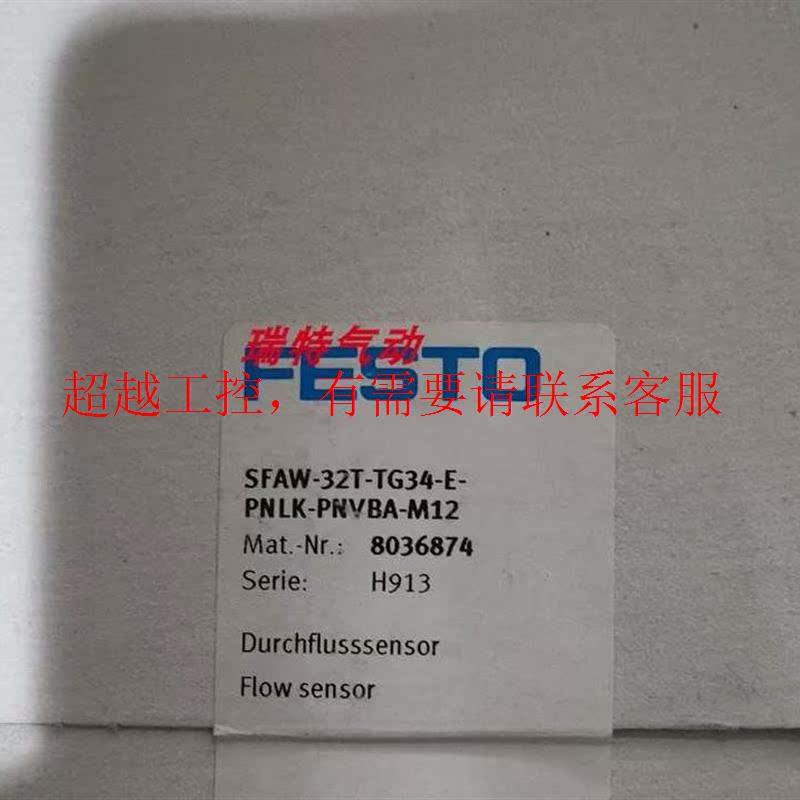 瑞特气动
FESTO
超越工控，有需要请联系客服
SFAW-32T-TG34-E-
PNLK-PNVBA-M12
Mat.-Nr.: 8036874
Serie: H913
Durchflusssensor
Flow sensor